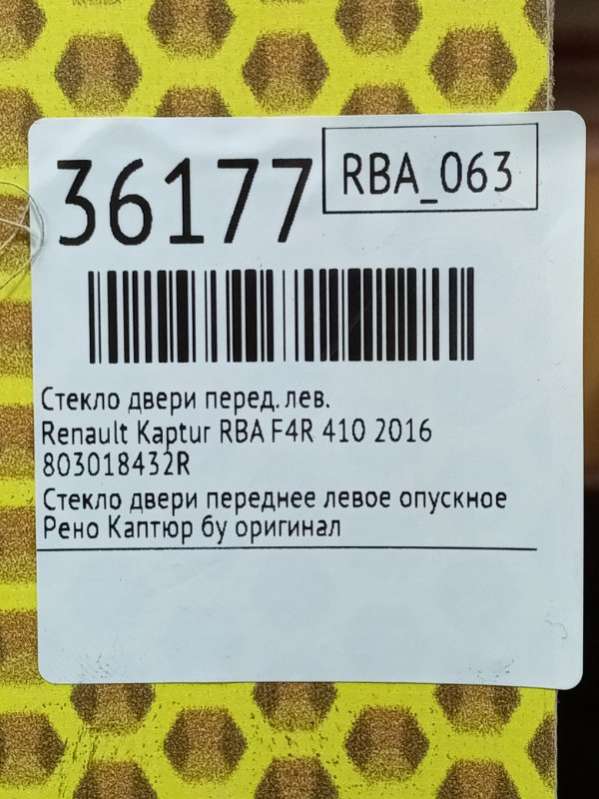 36177
RBA_063
Стекло двери перед. лев.
Renault Kaptur RBA F4R 410 2016
803018432R
Стекло двери переднее левое опускное
Рено Каптюр бу оригинал